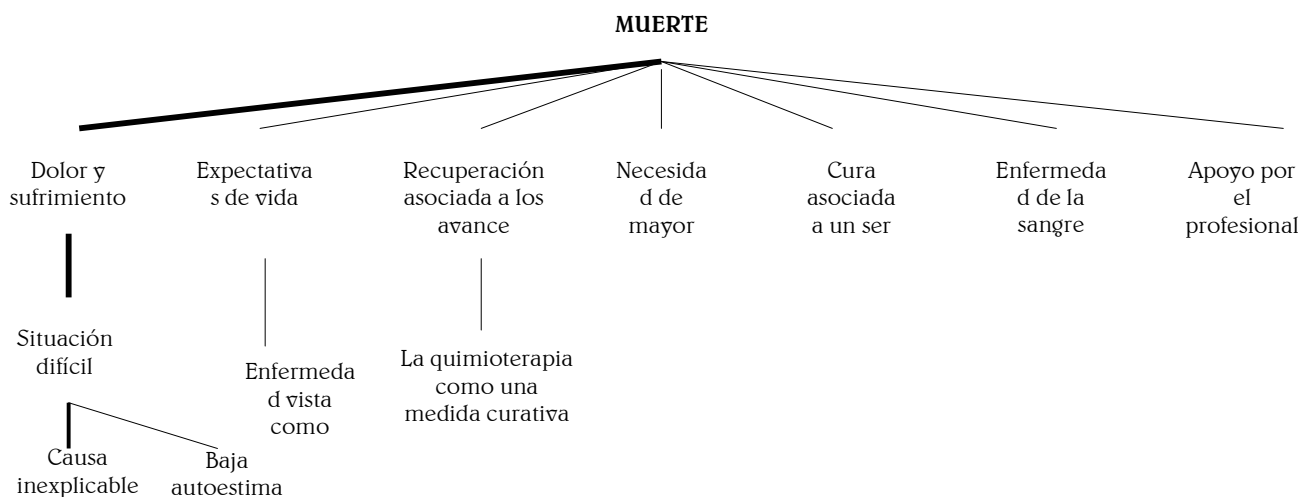 MUERTE
Dolor y
sufrimiento
Expectativa
s de vida
Recuperación
asociada a los
avance
Necesida
d de
mayor
Cura
asociada
a un ser
Enfermeda
d de la
sangre
Apoyo por
el
profesional
Situación
difícil
Enfermeda
d vista
como
La quimioterapia
como una
medida curativa
Causa
inexplicable
Baja
autoestima